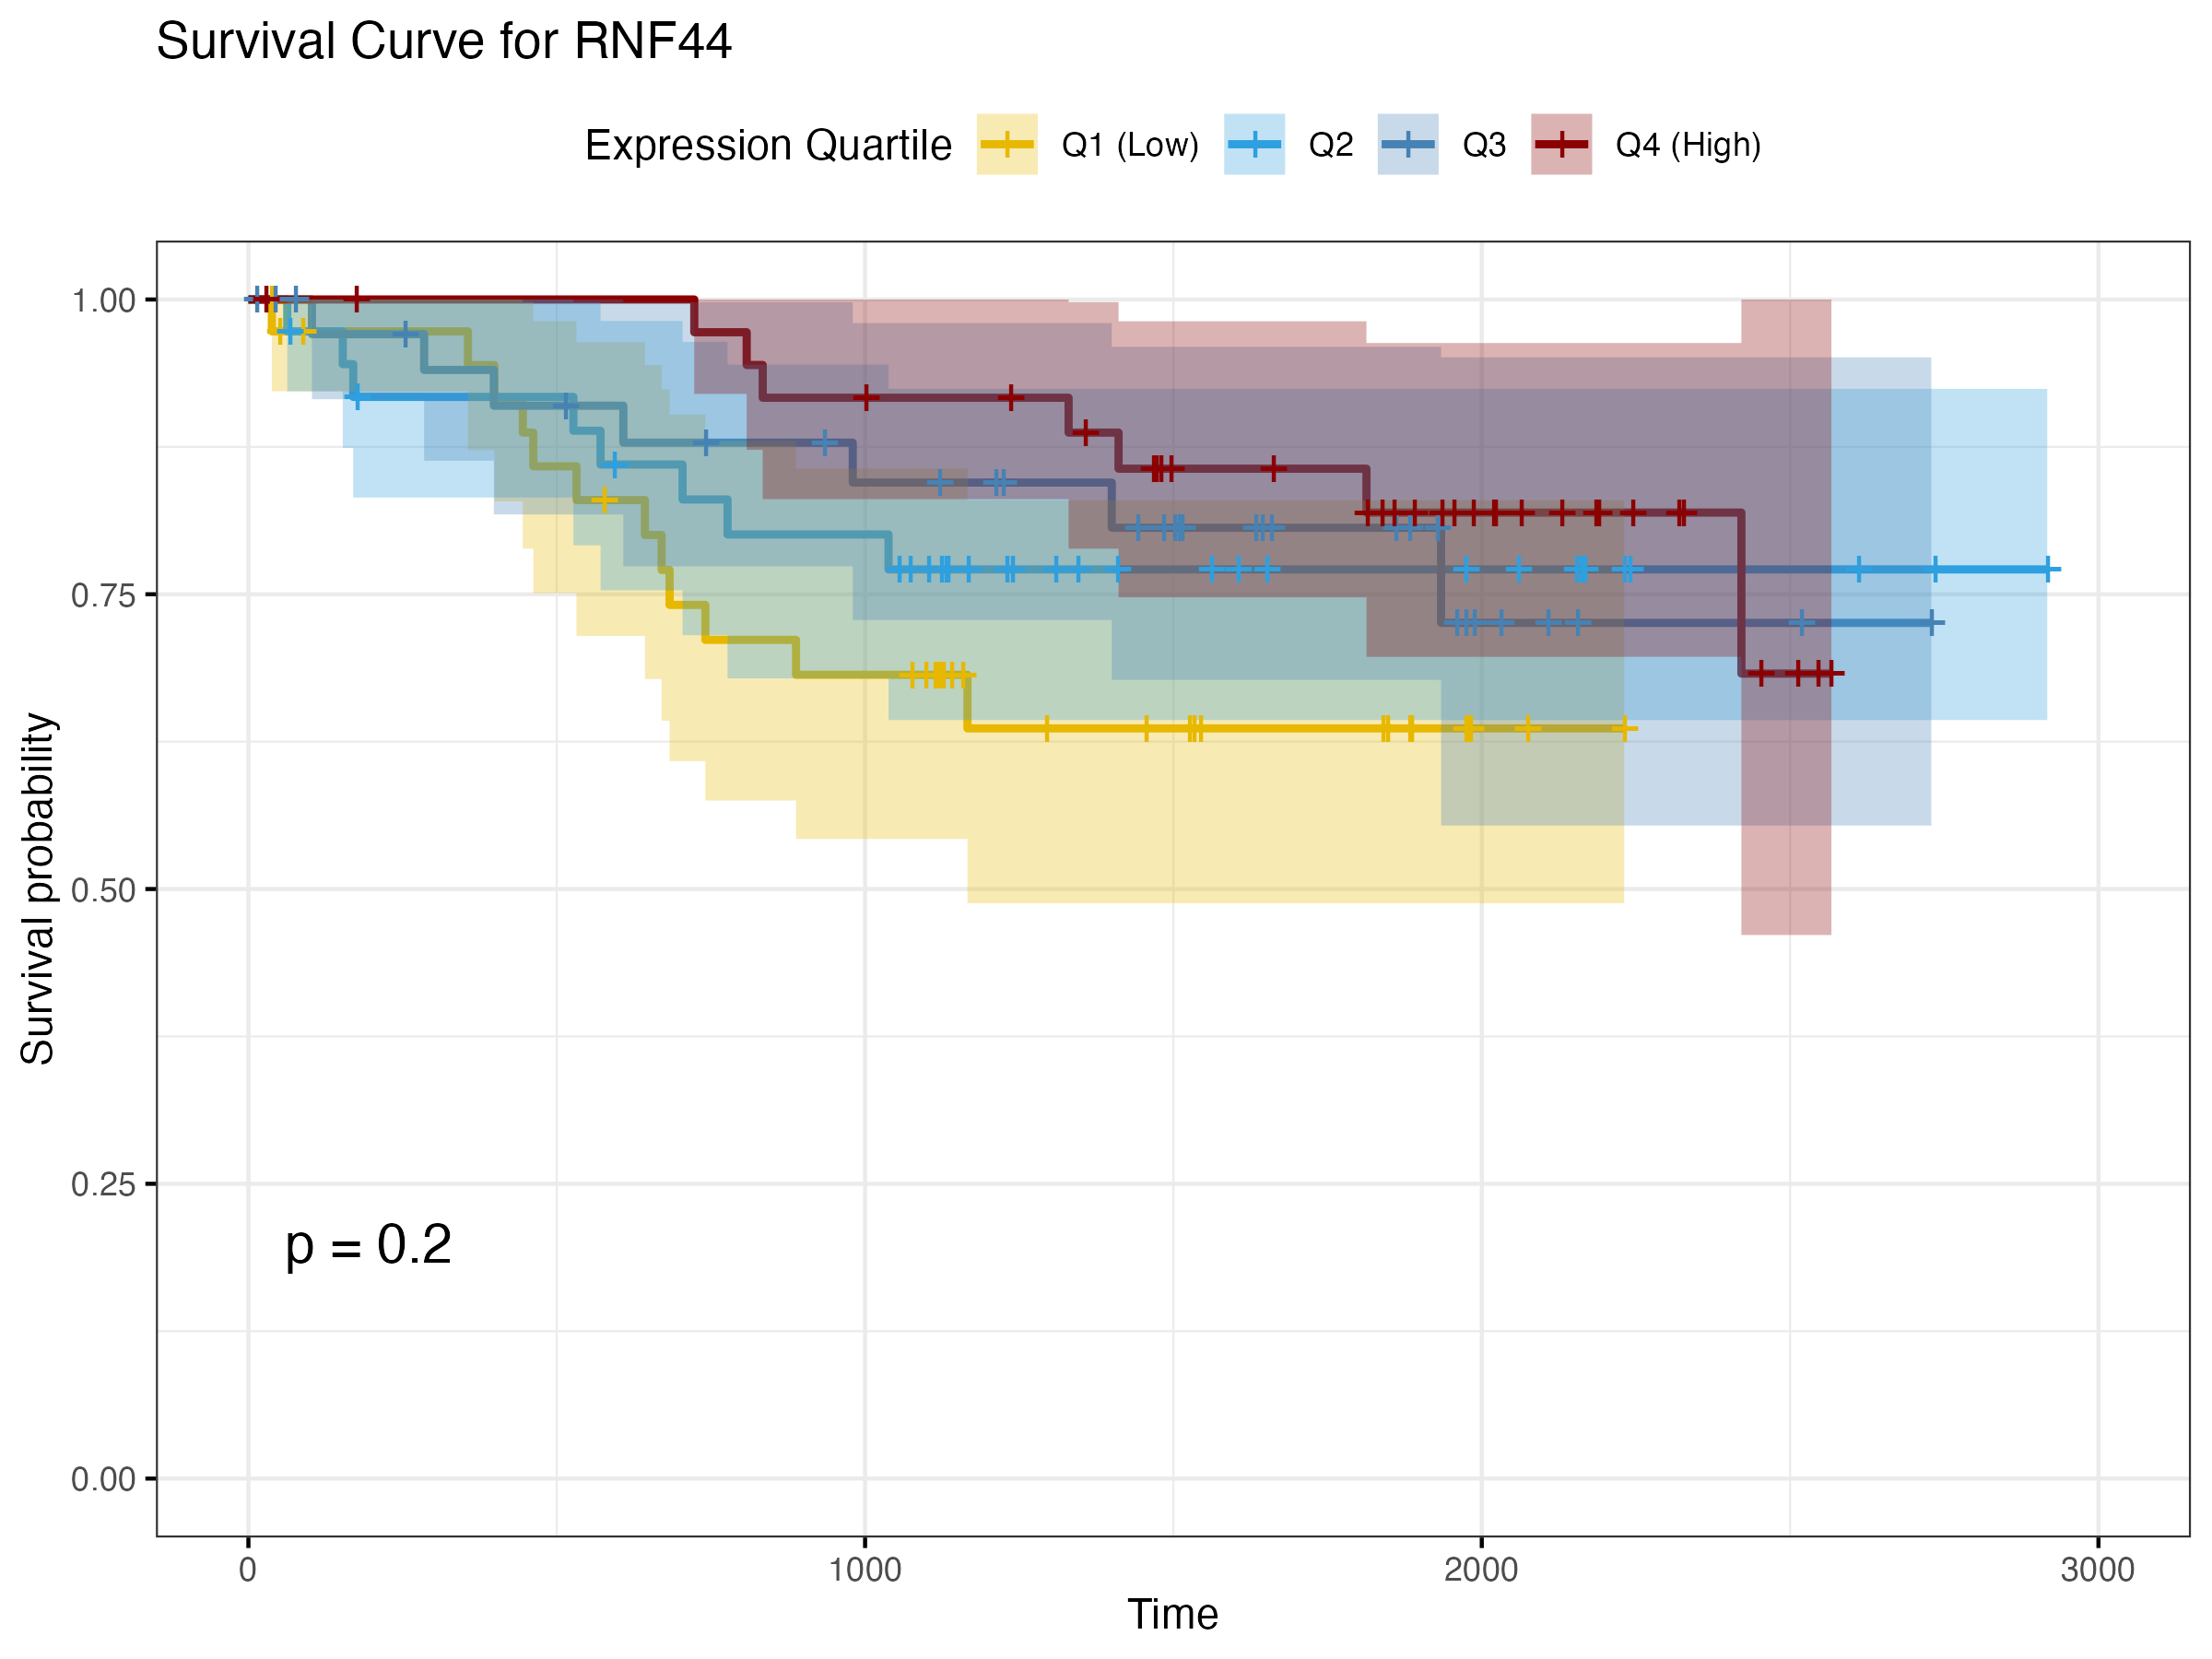 Survival Curve for RNF44
Expression Quartile Q1 (Low) Q2 Q3 Q4 (High)
Survival probability
1.00
0.75
0.50
0.25
0.00
p = 0.2
0 1000 2000 3000
Time